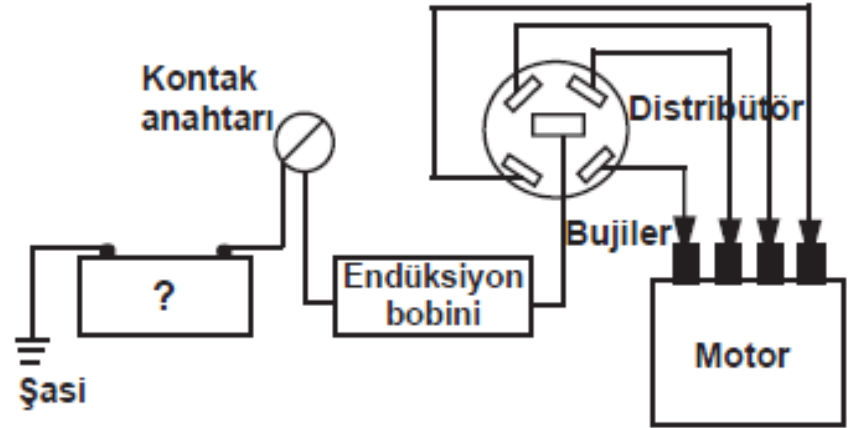 Kontak
anahtarı
Distribütör
Bujiler
Endüksiyon
bobini
?
Motor
Şasi